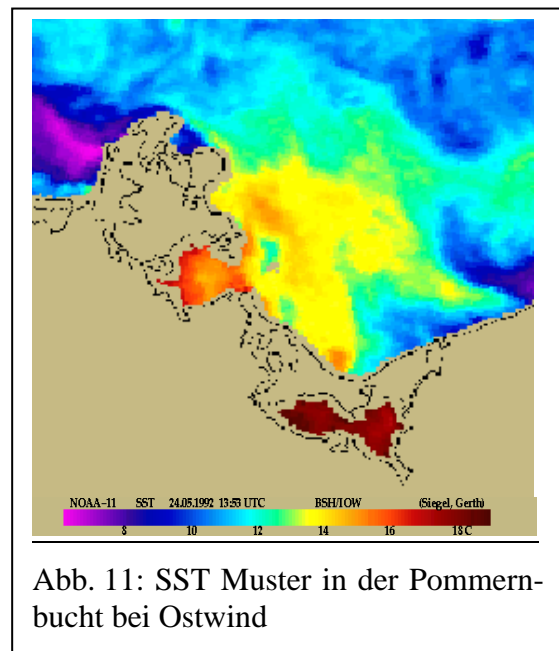 NOAA-11 SST 24.05.1992 13:53 UTC BSH/IOW (Siegel, Gerth)
8 10 12 14 16 18 C
Abb. 11: SST Muster in der Pommern-
bucht bei Ostwind